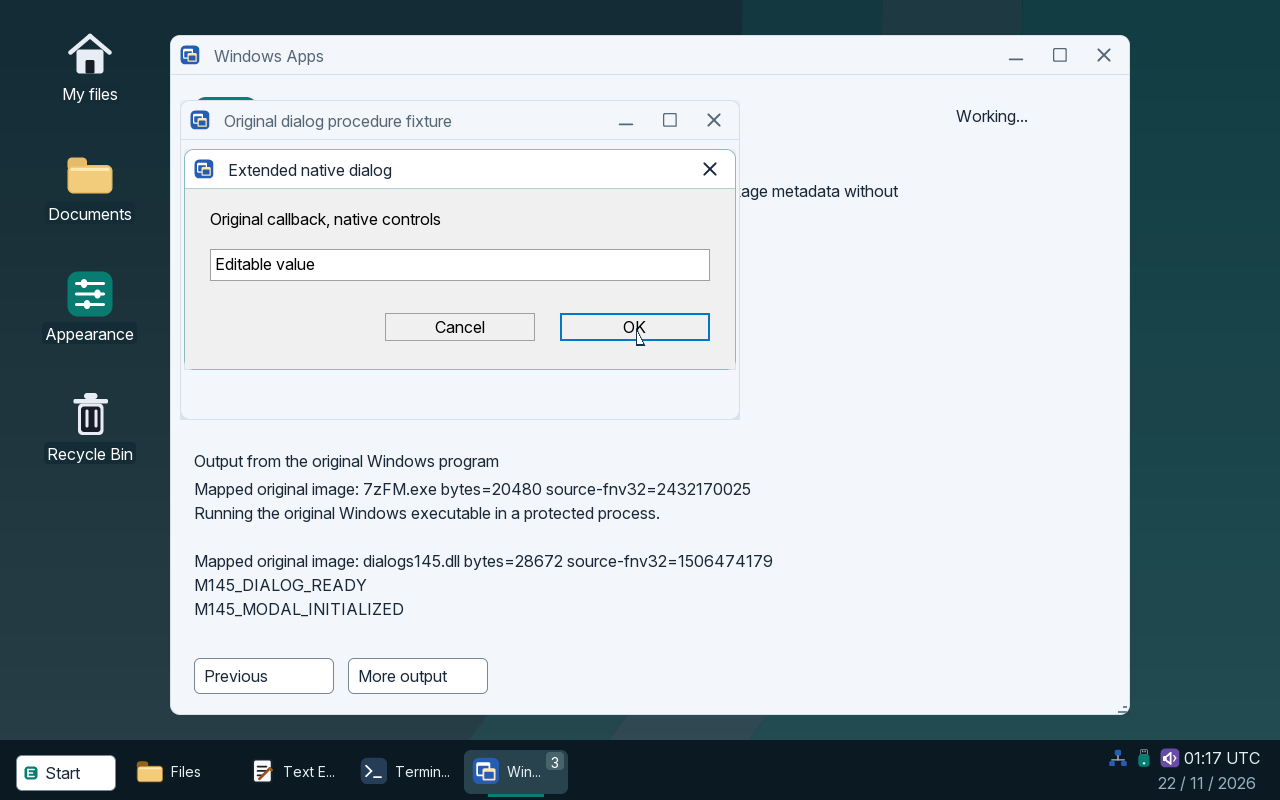 My files
Documents
Appearance
Recycle Bin
Windows Apps
Working...
Original dialog procedure fixture
Extended native dialog
age metadata without
Original callback, native controls
Editable value
Cancel
OK
Output from the original Windows program
Mapped original image: 7zFM.exe bytes=20480 source-fnv32=2432170025
Running the original Windows executable in a protected process.
Mapped original image: dialogs145.dll bytes=28672 source-fnv32=1506474179
M145_DIALOG_READY
M145_MODAL_INITIALIZED
Previous
More output
E Start
Files
Text E...
Termin...
Win...
3
01:17 UTC
22 / 11 / 2026